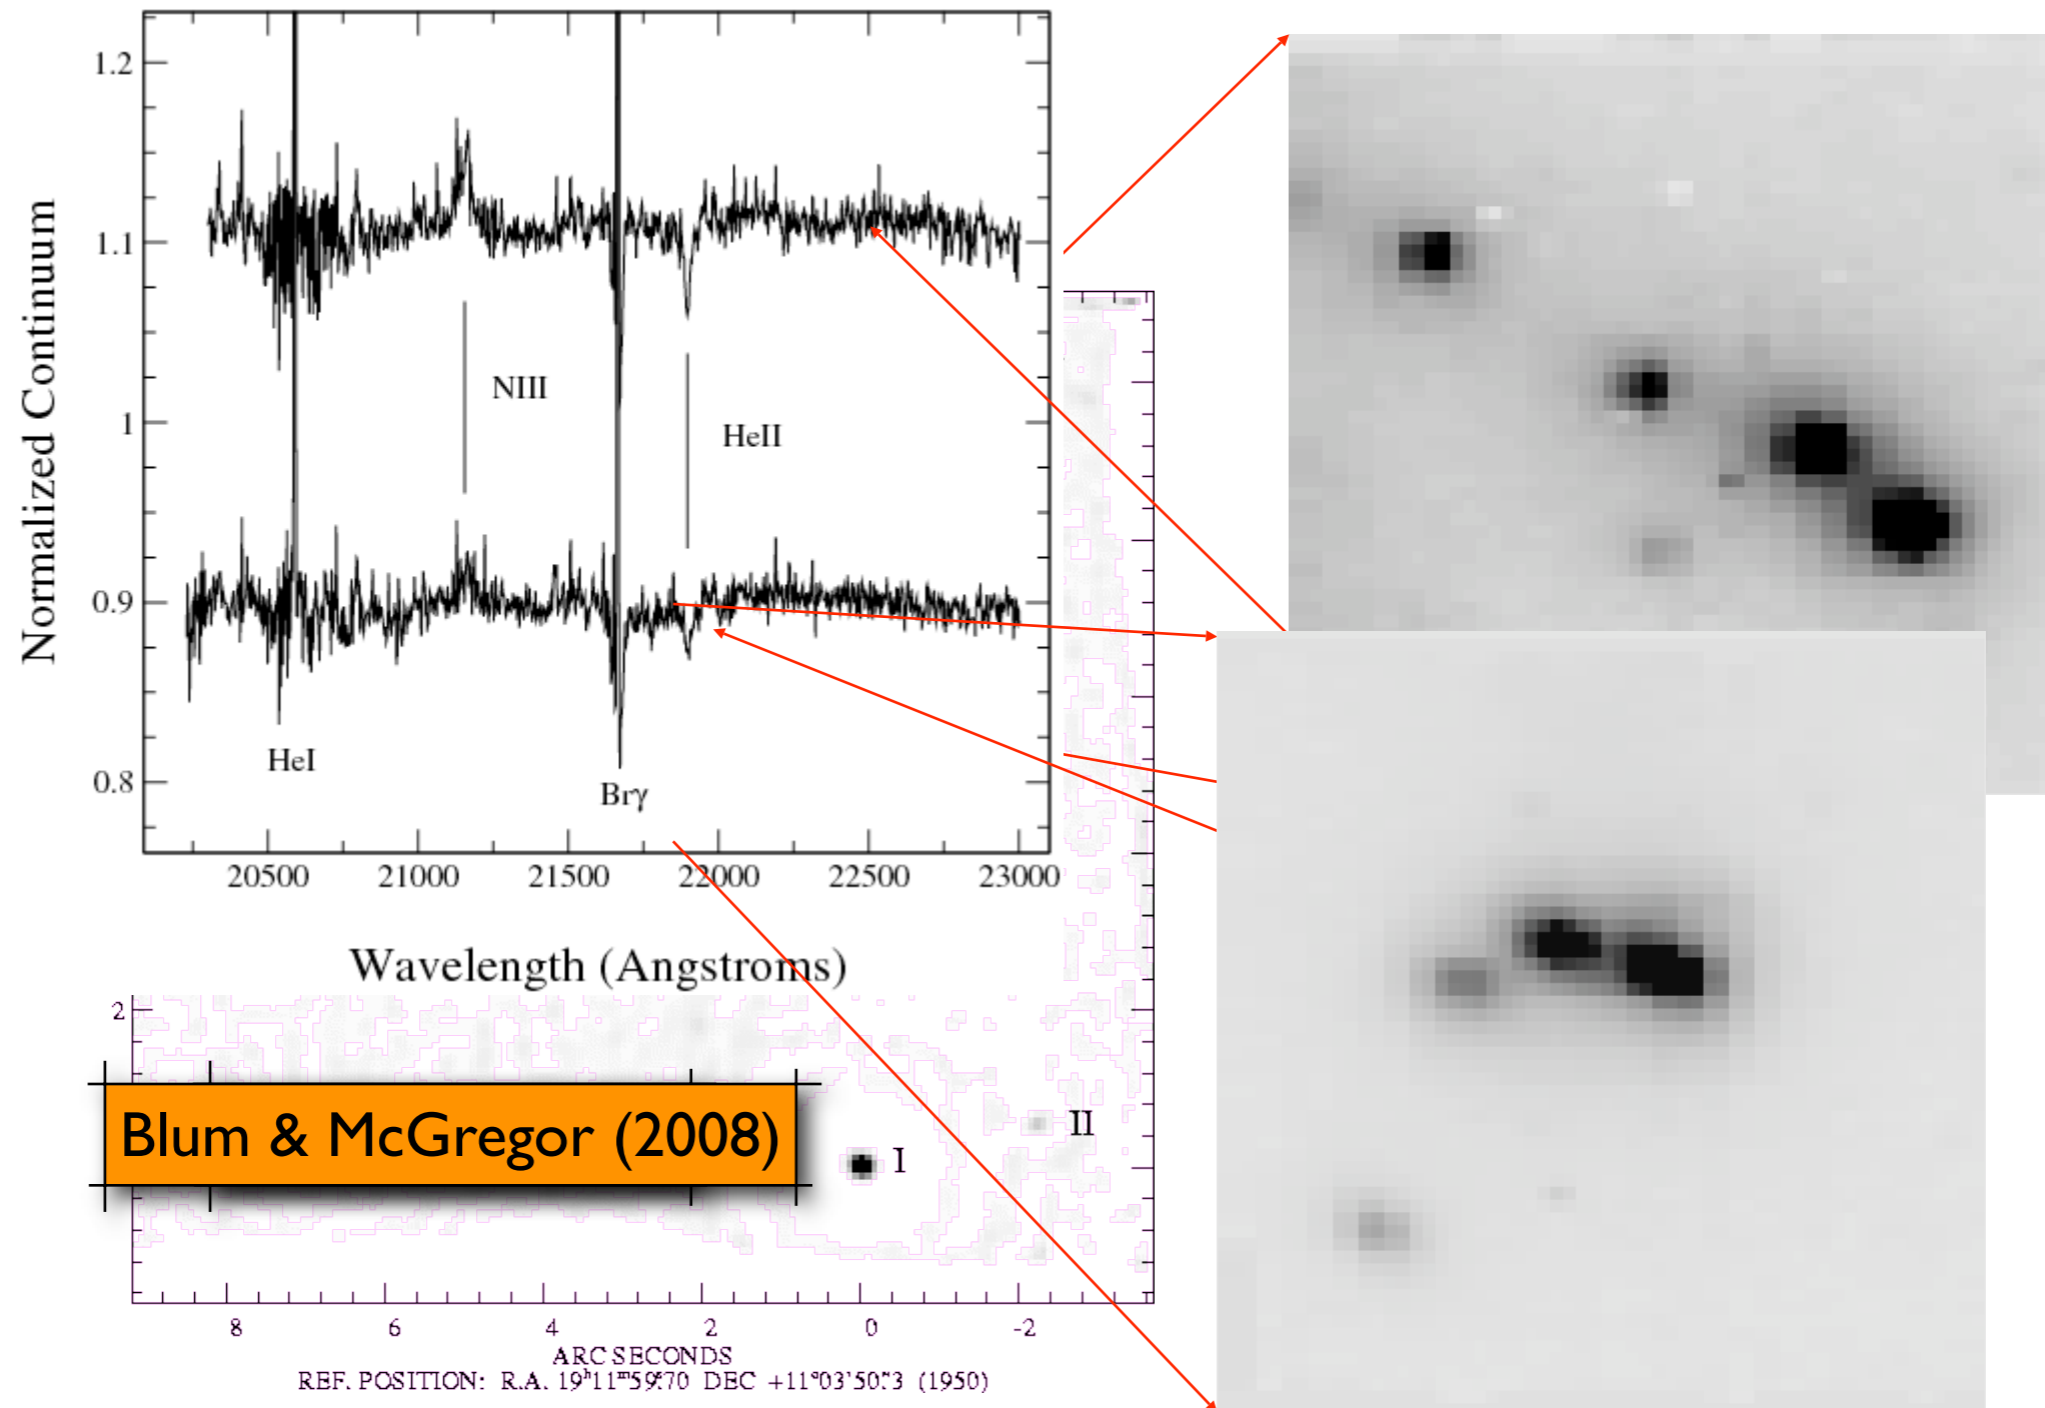 Normalized Continuum
1.2
1.1
1
0.9
0.8
NIII
HeII
HeI
Brγ
20500 21000 21500 22000 22500 23000
Wavelength (Angstroms)
2
Blum & McGregor (2008)
I
II
8 6 4 2 0 -2
ARC SECONDS
REF. POSITION: R.A. 19ʰ11ᵐ59ˢ.70 DEC +11°03'50".3 (1950)